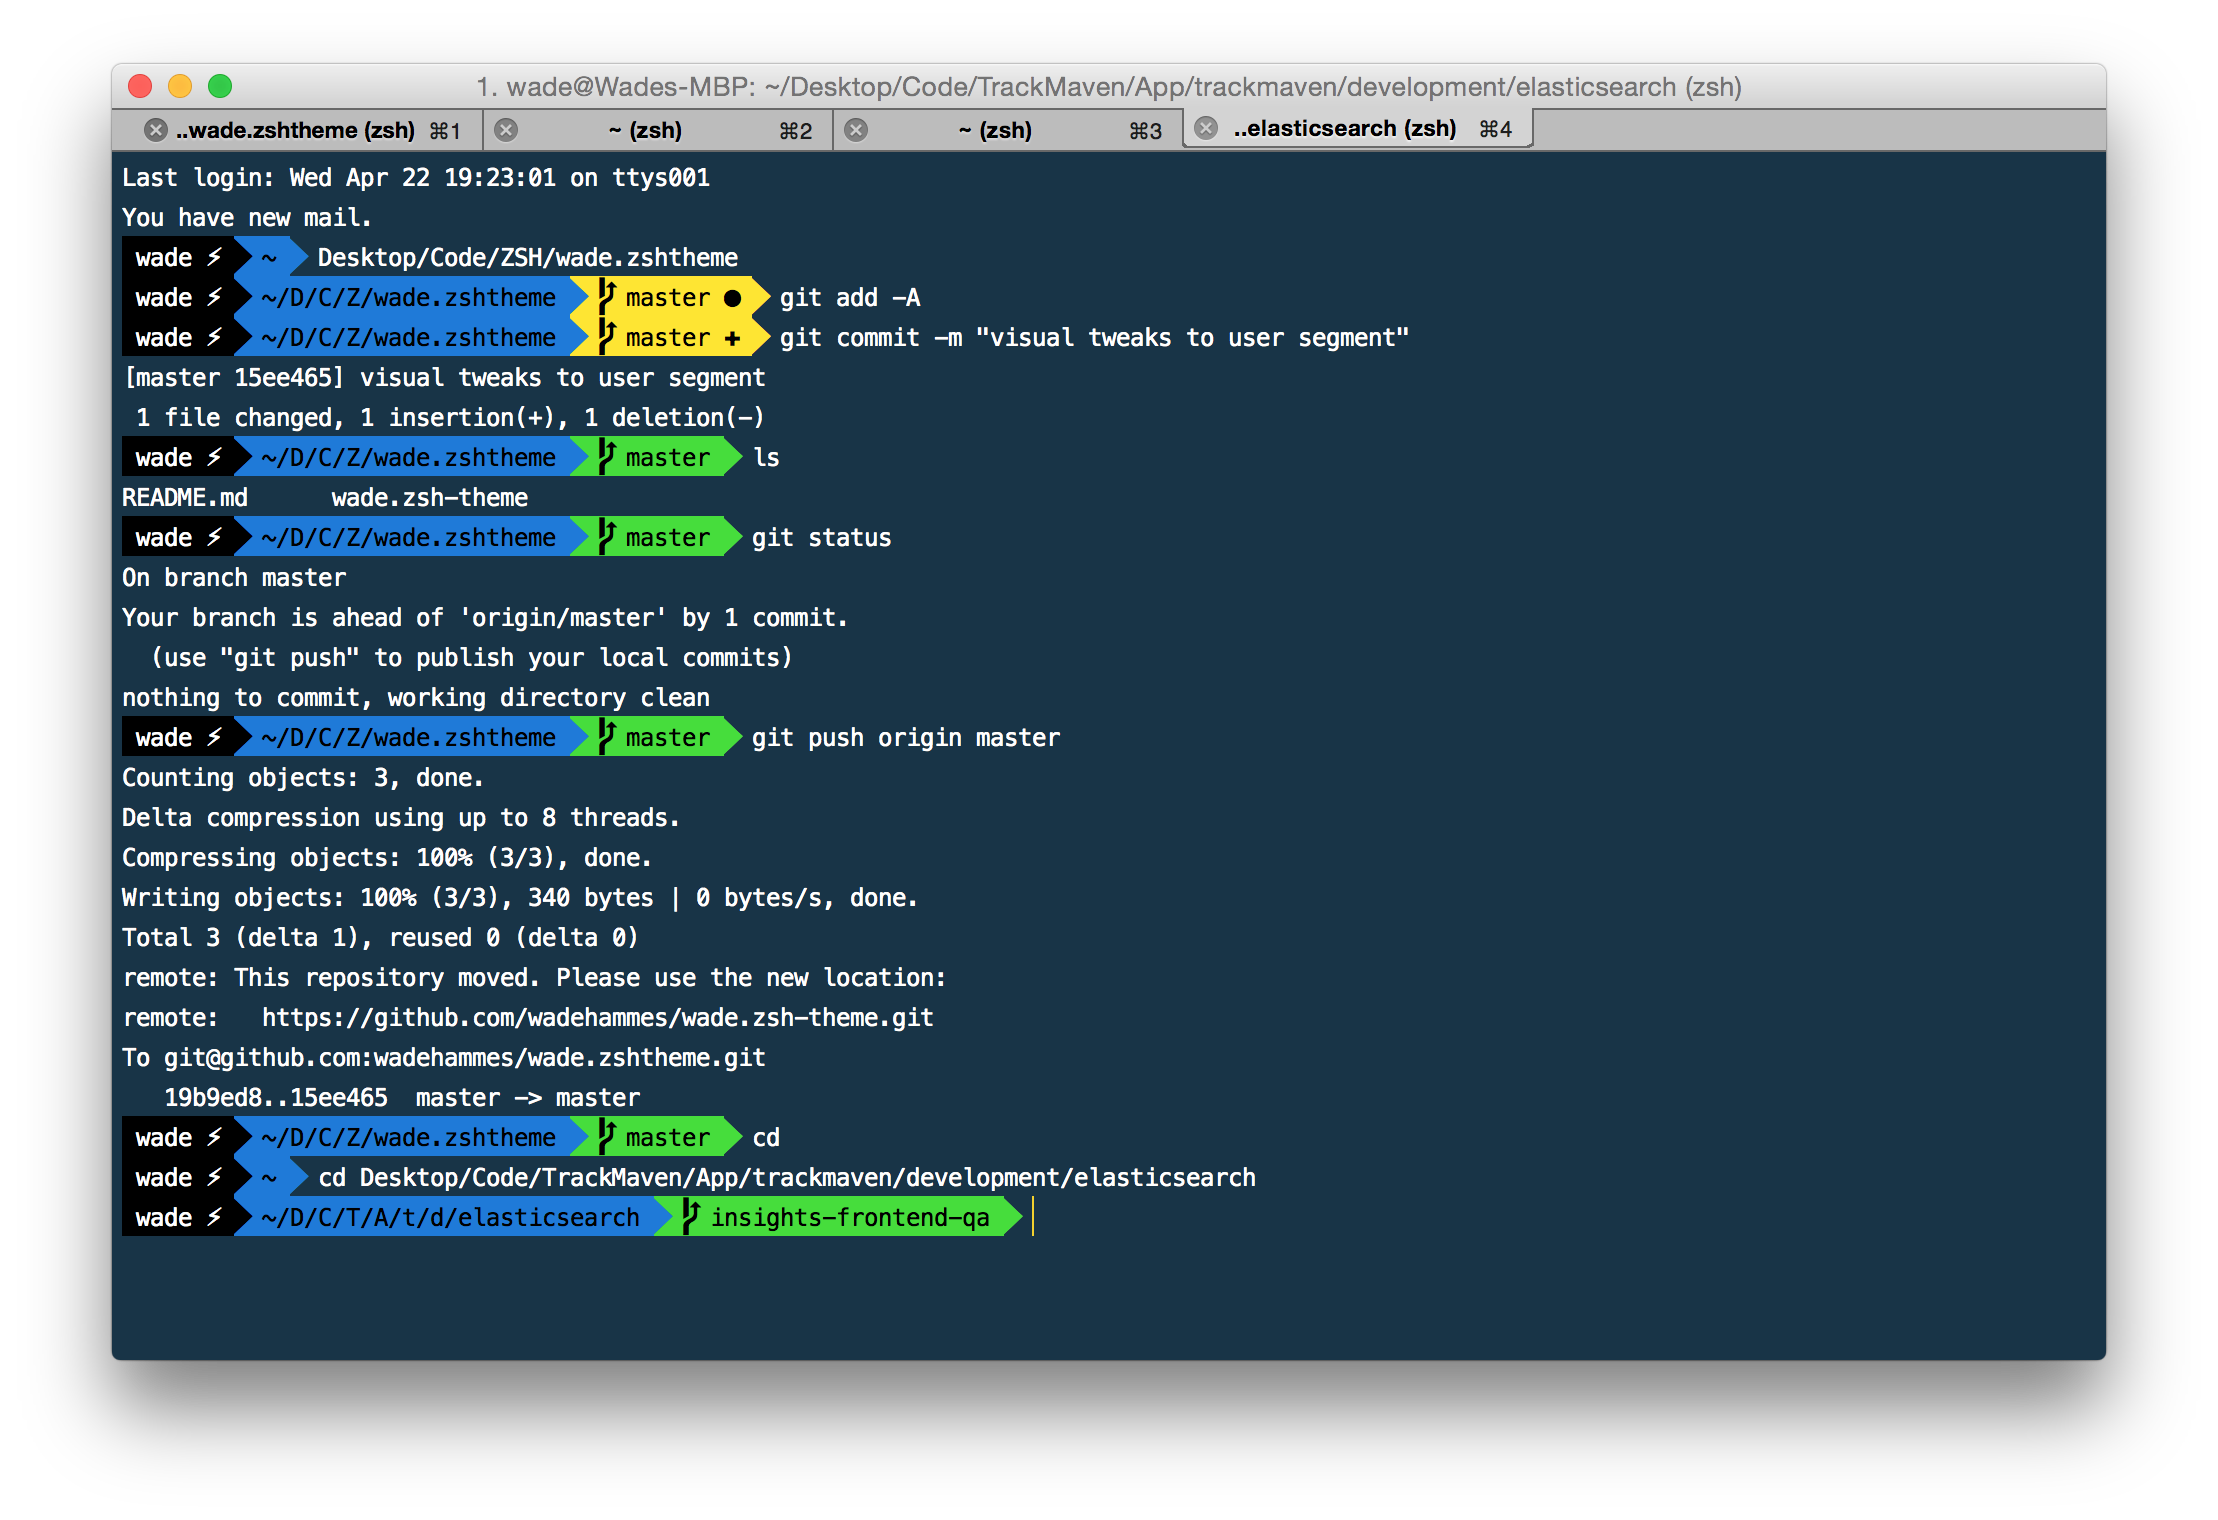 1. wade@Wades-MBP: ~/Desktop/Code/TrackMaven/App/trackmaven/development/elasticsearch (zsh)
..wade.zshtheme (zsh) ⌘1 ~ (zsh) ⌘2 ~ (zsh) ⌘3 ..elasticsearch (zsh) ⌘4
Last login: Wed Apr 22 19:23:01 on ttys001
You have new mail.
wade ⚡ ~ Desktop/Code/ZSH/wade.zshtheme
wade ⚡ ~/D/C/Z/wade.zshtheme master ● git add -A
wade ⚡ ~/D/C/Z/wade.zshtheme master ✚ git commit -m "visual tweaks to user segment"
[master 15ee465] visual tweaks to user segment
 1 file changed, 1 insertion(+), 1 deletion(-)
wade ⚡ ~/D/C/Z/wade.zshtheme master ls
README.md      wade.zsh-theme
wade ⚡ ~/D/C/Z/wade.zshtheme master git status
On branch master
Your branch is ahead of 'origin/master' by 1 commit.
  (use "git push" to publish your local commits)
nothing to commit, working directory clean
wade ⚡ ~/D/C/Z/wade.zshtheme master git push origin master
Counting objects: 3, done.
Delta compression using up to 8 threads.
Compressing objects: 100% (3/3), done.
Writing objects: 100% (3/3), 340 bytes | 0 bytes/s, done.
Total 3 (delta 1), reused 0 (delta 0)
remote: This repository moved. Please use the new location:
remote:   https://github.com/wadehammes/wade.zsh-theme.git
To git@github.com:wadehammes/wade.zshtheme.git
   19b9ed8..15ee465  master -> master
wade ⚡ ~/D/C/Z/wade.zshtheme master cd
wade ⚡ ~ cd Desktop/Code/TrackMaven/App/trackmaven/development/elasticsearch
wade ⚡ ~/D/C/T/A/t/d/elasticsearch insights-frontend-qa